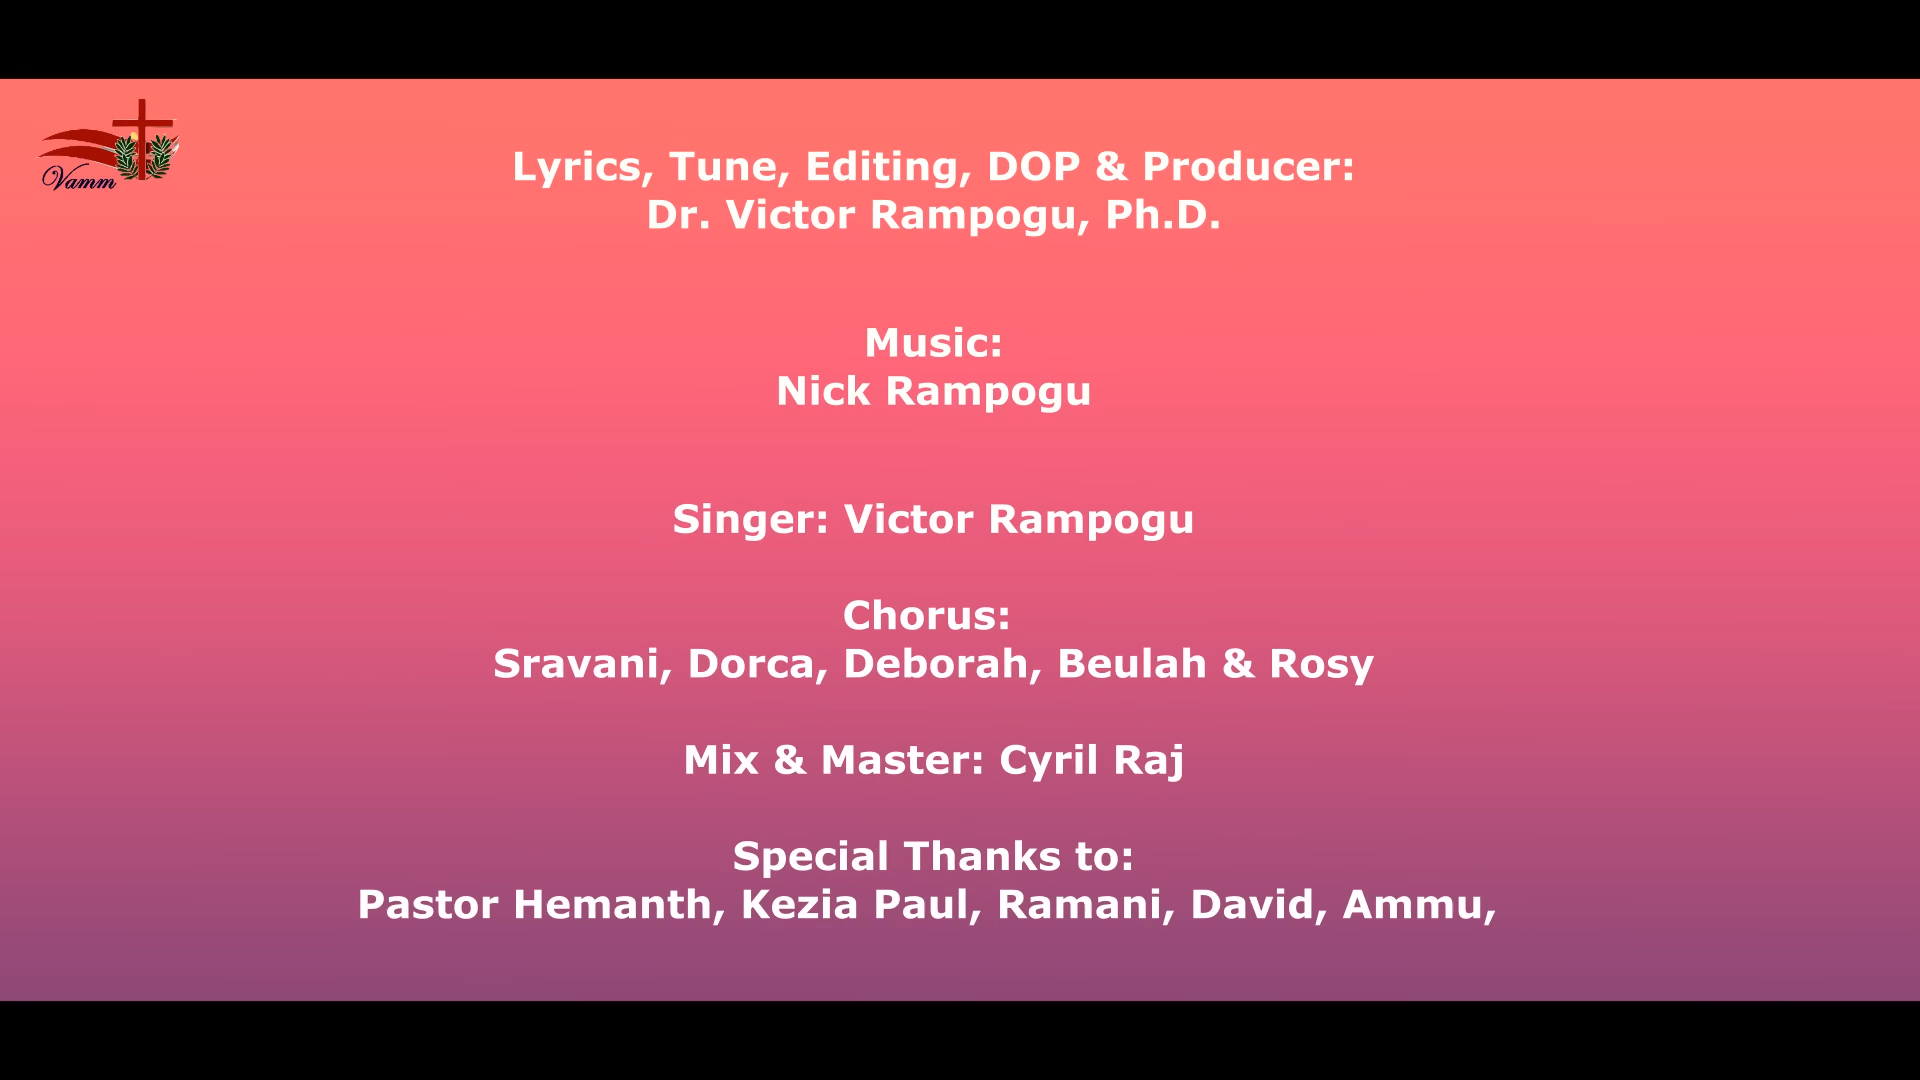 Vamm
Lyrics, Tune, Editing, DOP & Producer:
Dr. Victor Rampogu, Ph.D.
Music:
Nick Rampogu
Singer: Victor Rampogu
Chorus:
Sravani, Dorca, Deborah, Beulah & Rosy
Mix & Master: Cyril Raj
Special Thanks to:
Pastor Hemanth, Kezia Paul, Ramani, David, Ammu,